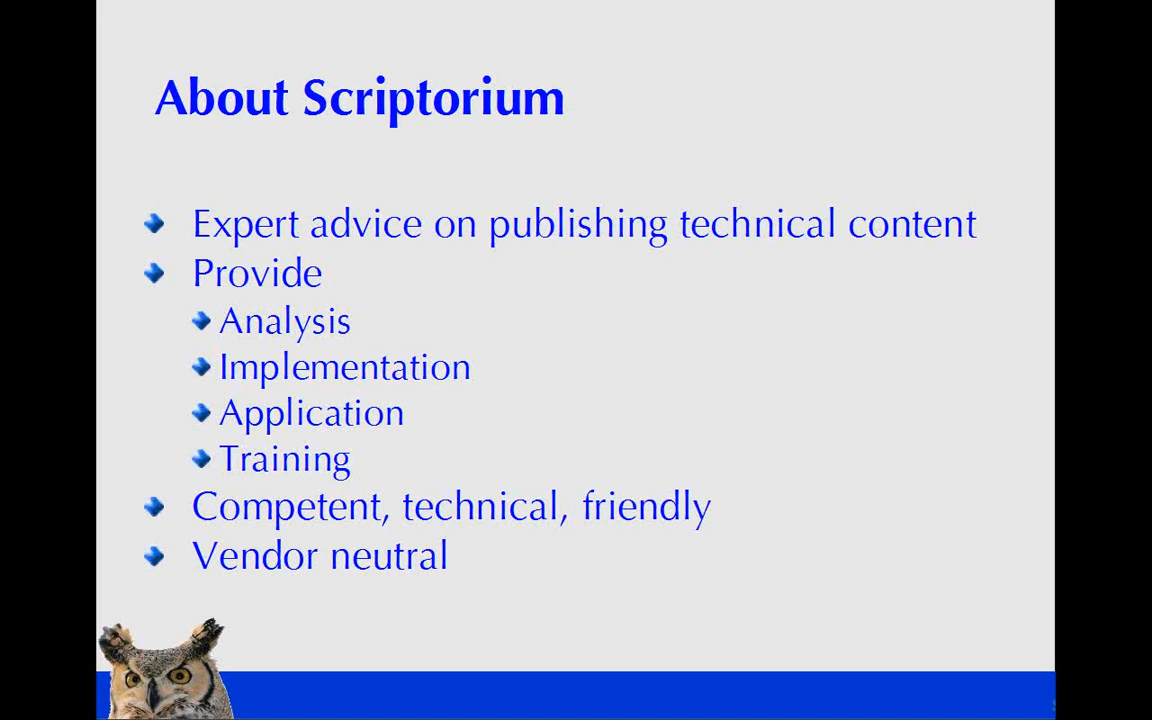 About Scriptorium
Expert advice on publishing technical content
Provide
Analysis
Implementation
Application
Training
Competent, technical, friendly
Vendor neutral